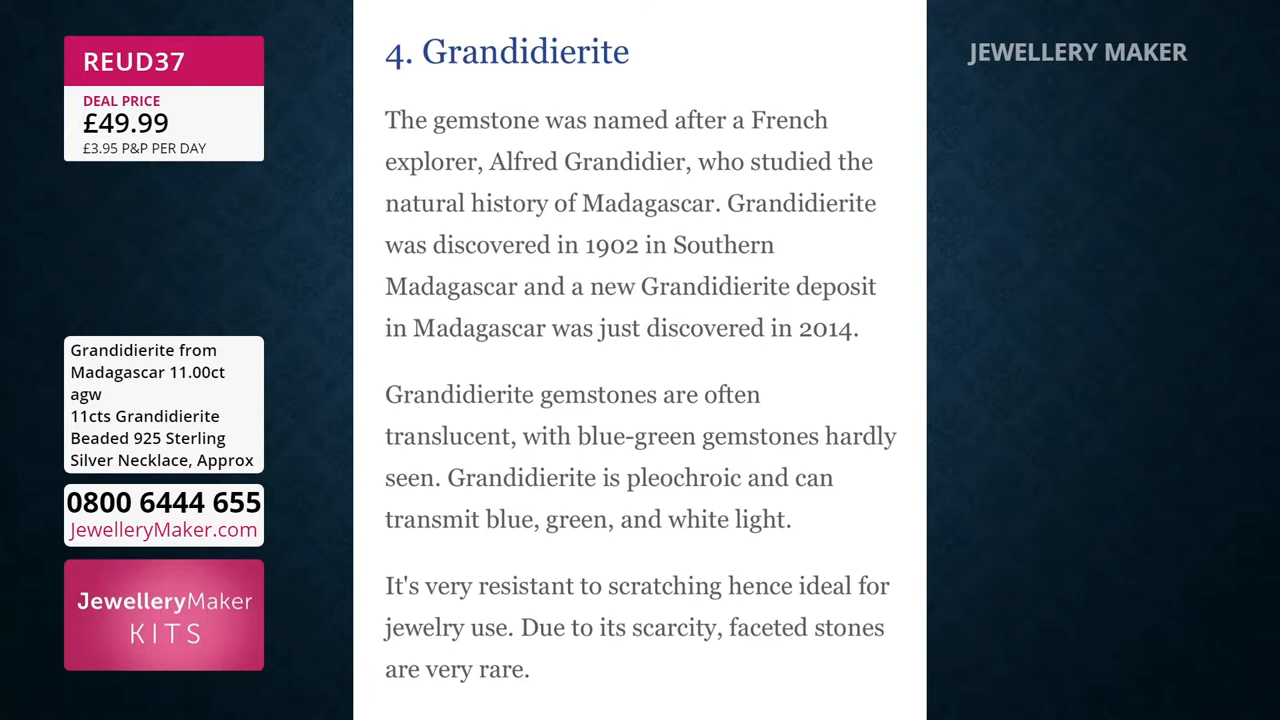 REUD37
DEAL PRICE
£49.99
£3.95 P&P PER DAY
Grandidierite from
Madagascar 11.00ct
agw
11cts Grandidierite
Beaded 925 Sterling
Silver Necklace, Approx
0800 6444 655
JewelleryMaker.com
JewelleryMaker
KITS
4. Grandidierite
The gemstone was named after a French
explorer, Alfred Grandidier, who studied the
natural history of Madagascar. Grandidierite
was discovered in 1902 in Southern
Madagascar and a new Grandidierite deposit
in Madagascar was just discovered in 2014.
Grandidierite gemstones are often
translucent, with blue-green gemstones hardly
seen. Grandidierite is pleochroic and can
transmit blue, green, and white light.
It's very resistant to scratching hence ideal for
jewelry use. Due to its scarcity, faceted stones
are very rare.
JEWELLERY MAKER